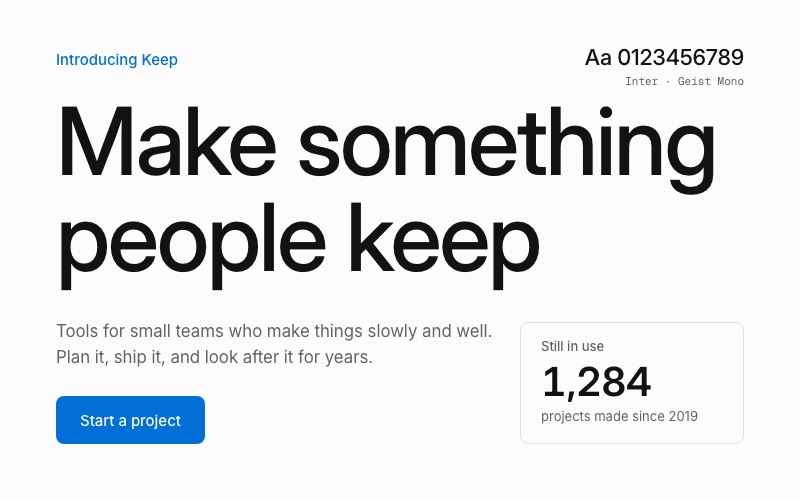 Introducing Keep
Aa 0123456789
Inter · Geist Mono
Make something
people keep
Tools for small teams who make things slowly and well.
Plan it, ship it, and look after it for years.
Start a project
Still in use
1,284
projects made since 2019